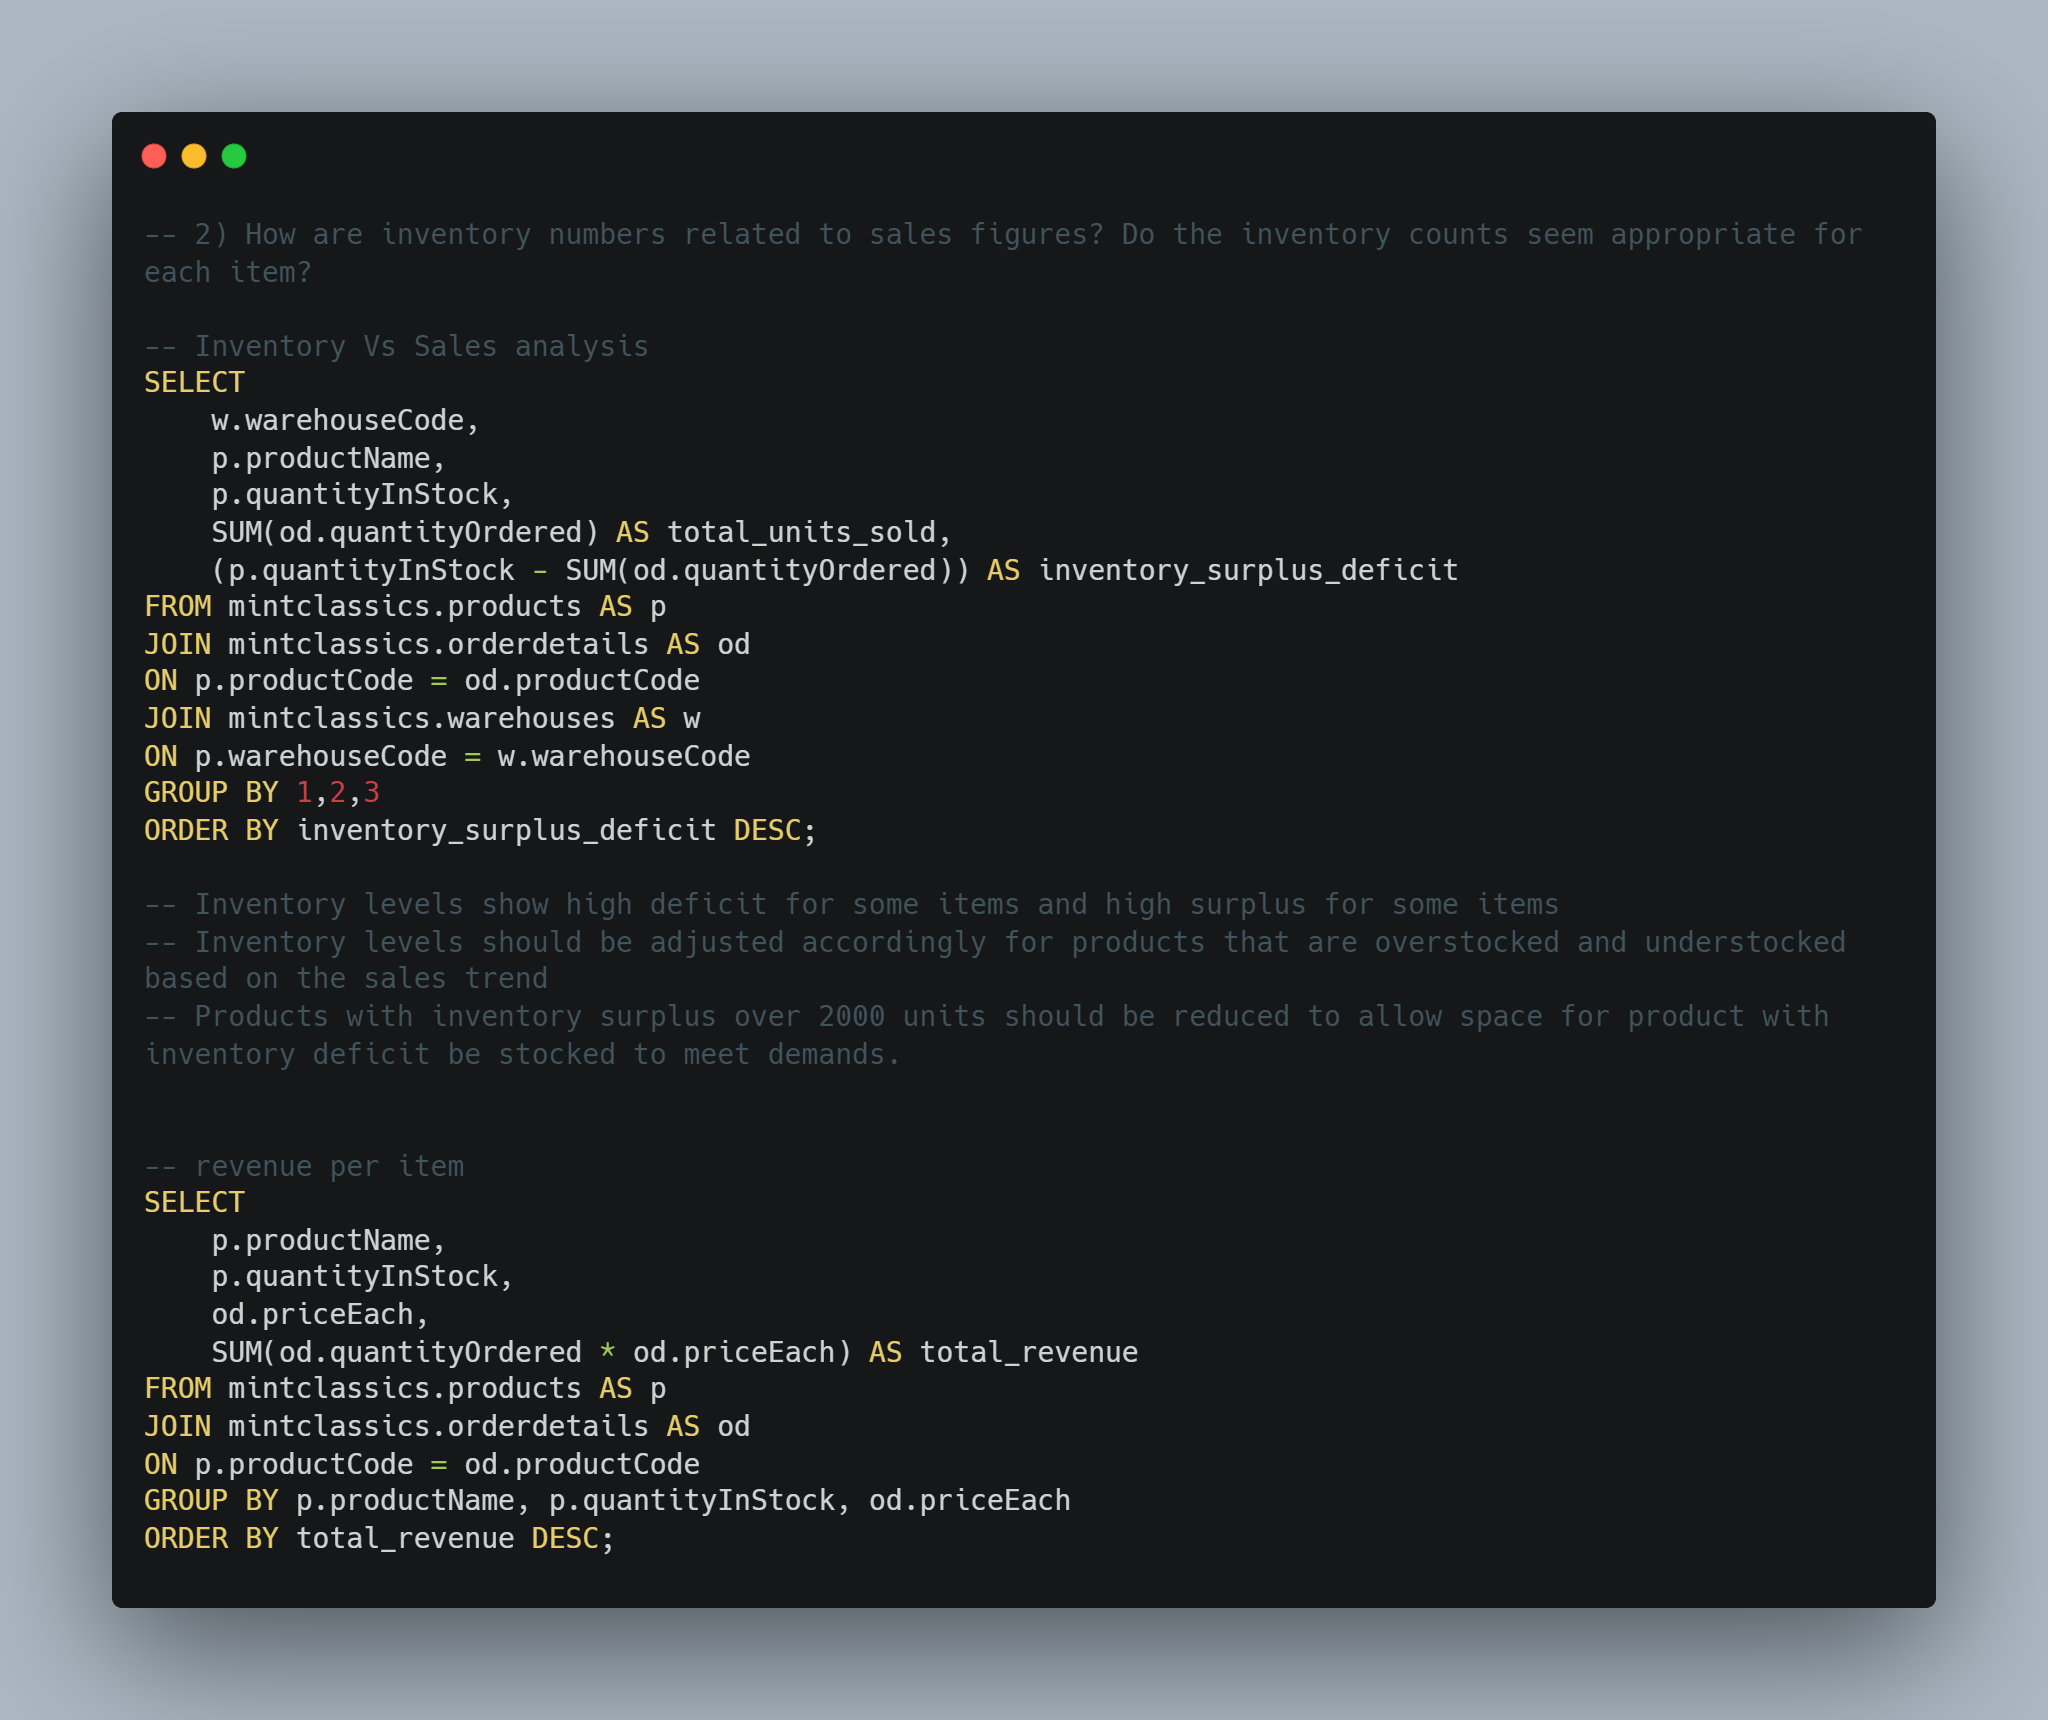 -- 2) How are inventory numbers related to sales figures? Do the inventory counts seem appropriate for
each item?
-- Inventory Vs Sales analysis
SELECT
    w.warehouseCode,
    p.productName,
    p.quantityInStock,
    SUM(od.quantityOrdered) AS total_units_sold,
    (p.quantityInStock - SUM(od.quantityOrdered)) AS inventory_surplus_deficit
FROM mintclassics.products AS p
JOIN mintclassics.orderdetails AS od
ON p.productCode = od.productCode
JOIN mintclassics.warehouses AS w
ON p.warehouseCode = w.warehouseCode
GROUP BY 1,2,3
ORDER BY inventory_surplus_deficit DESC;
-- Inventory levels show high deficit for some items and high surplus for some items
-- Inventory levels should be adjusted accordingly for products that are overstocked and understocked
based on the sales trend
-- Products with inventory surplus over 2000 units should be reduced to allow space for product with
inventory deficit be stocked to meet demands.
-- revenue per item
SELECT
    p.productName,
    p.quantityInStock,
    od.priceEach,
    SUM(od.quantityOrdered * od.priceEach) AS total_revenue
FROM mintclassics.products AS p
JOIN mintclassics.orderdetails AS od
ON p.productCode = od.productCode
GROUP BY p.productName, p.quantityInStock, od.priceEach
ORDER BY total_revenue DESC;